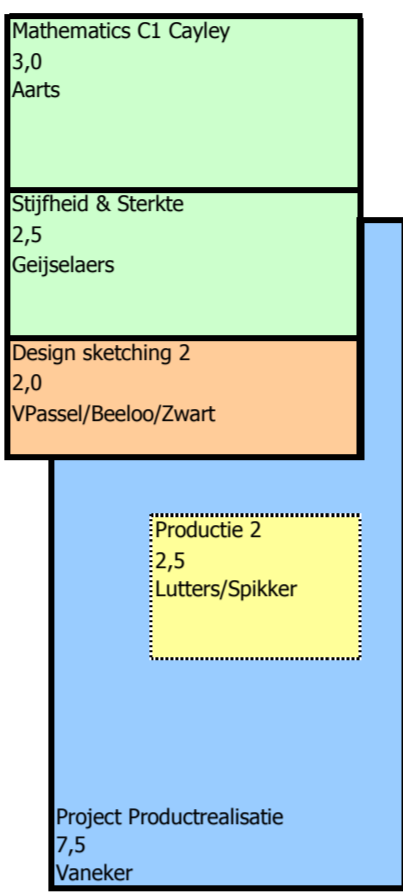 Mathematics C1 Cayley
3,0
Aarts
Stijfheid & Sterkte
2,5
Geijselaers
Design sketching 2
2,0
VPassel/Beeloo/Zwart
Productie 2
2,5
Lutters/Spikker
Project Productrealisatie
7,5
Vaneker